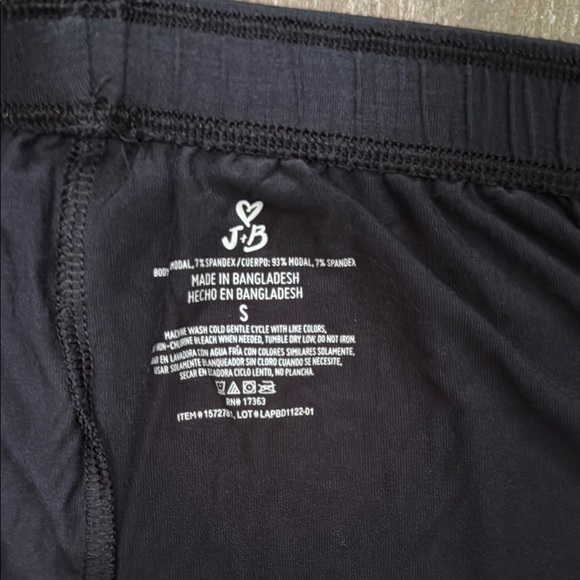 J+B
BODY MODAL, 7% SPANDEX / CUERPO: 93% MODAL, 7% SPANDEX
MADE IN BANGLADESH
HECHO EN BANGLADESH
S
MACHINE WASH COLD GENTLE CYCLE WITH LIKE COLORS,
NON-CHLORINE BLEACH WHEN NEEDED, TUMBLE DRY LOW, DO NOT IRON.
EN LAVADORA CON AGUA FRÍA CON COLORES SIMILARES SOLAMENTE,
USAR SOLAMENTE BLANQUEADOR SIN CLORO CUANDO SE NECESITE,
SECAR EN CICLO LENTO, NO PLANCHA.
RN# 17363
ITEM # 1572781, LOT# LAPBD1122-01